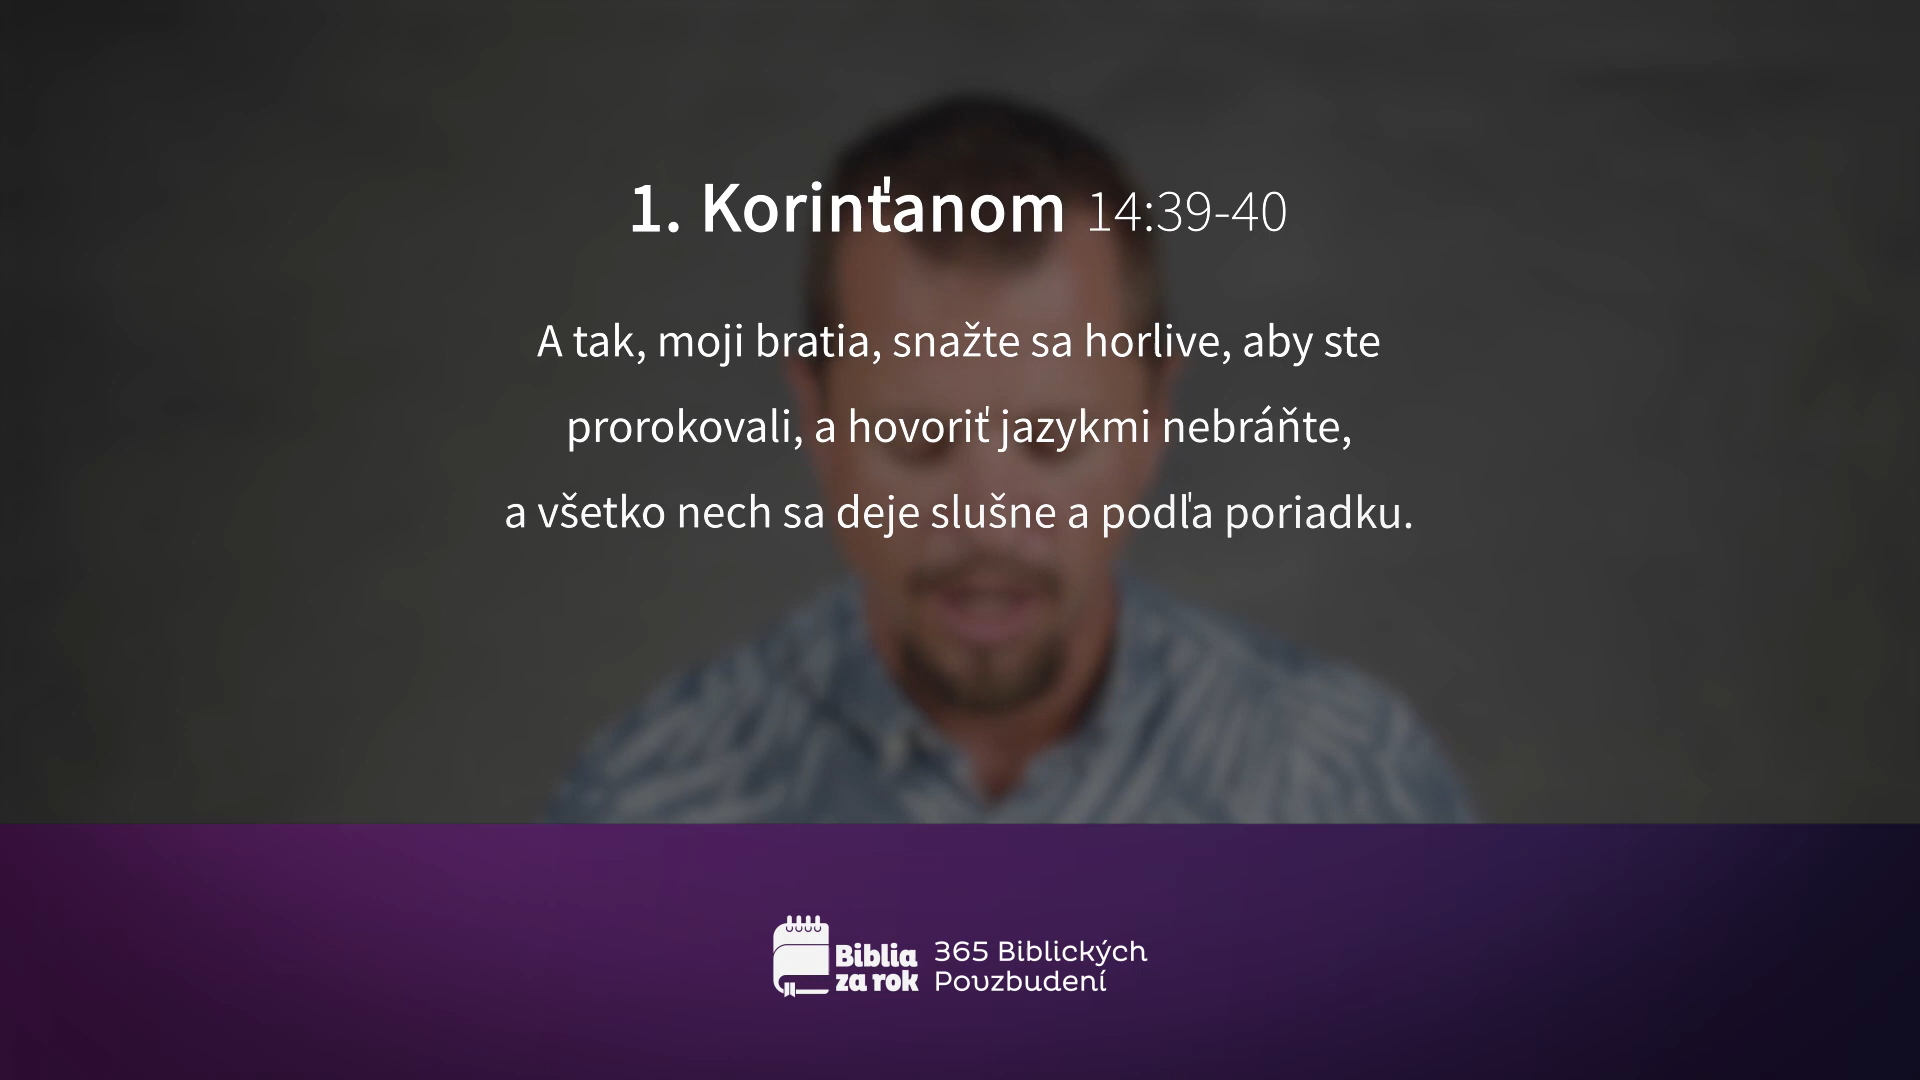 1. Korinťanom 14:39-40
A tak, moji bratia, snažte sa horlive, aby ste
prorokovali, a hovoriť jazykmi nebráňte,
a všetko nech sa deje slušne a podľa poriadku.
Biblia
za rok
365 Biblických
Povzbudení